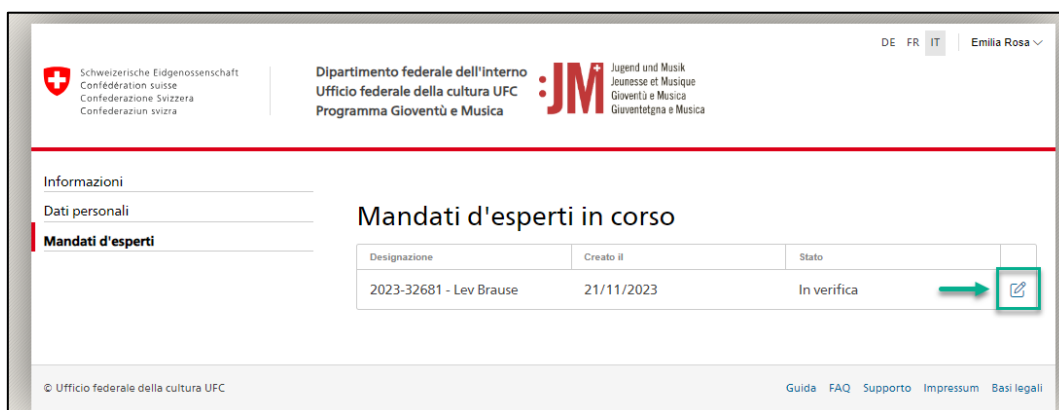 DE FR IT Emilia Rosa
Schweizerische Eidgenossenschaft
Confédération suisse
Confederazione Svizzera
Confederaziun svizra
Dipartimento federale dell'interno
Ufficio federale della cultura UFC
Programma Gioventù e Musica
:JM
Jugend und Musik
Jeunesse et Musique
Gioventù e Musica
Giuventetgna e Musica
Informazioni
Dati personali
Mandati d'esperti
Mandati d'esperti in corso
Designazione Creato il Stato
2023-32681 - Lev Brause 21/11/2023 In verifica
© Ufficio federale della cultura UFC Guida FAQ Supporto Impressum Basi legali